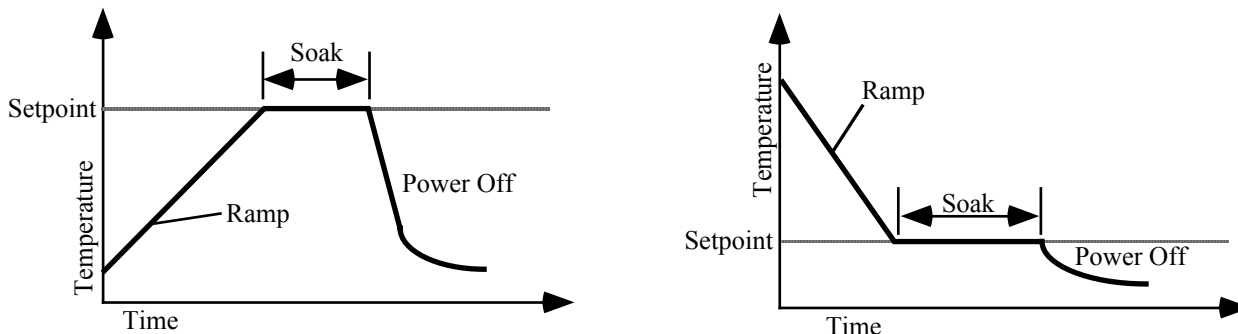 Soak
Setpoint
Temperature
Ramp
Power Off
Time
Temperature
Ramp
Soak
Setpoint
Power Off
Time